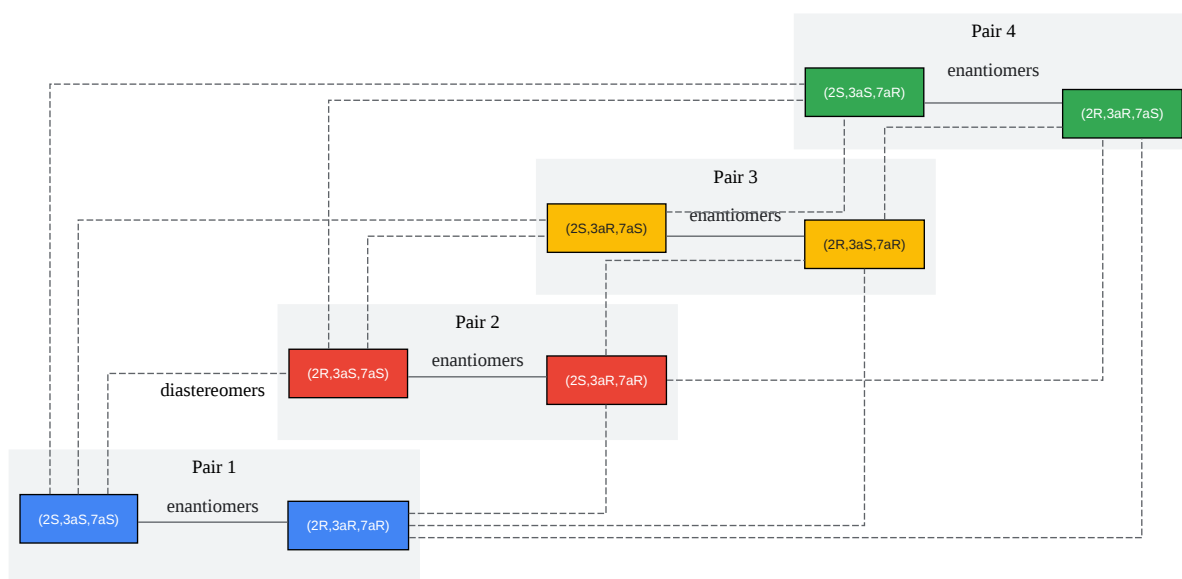 Pair 4
enantiomers
(2S,3aS,7aR)
(2R,3aR,7aS)
Pair 3
enantiomers
(2S,3aR,7aS)
(2R,3aS,7aR)
Pair 2
enantiomers
(2R,3aS,7aS)
(2S,3aR,7aR)
diastereomers
Pair 1
enantiomers
(2S,3aS,7aS)
(2R,3aR,7aR)